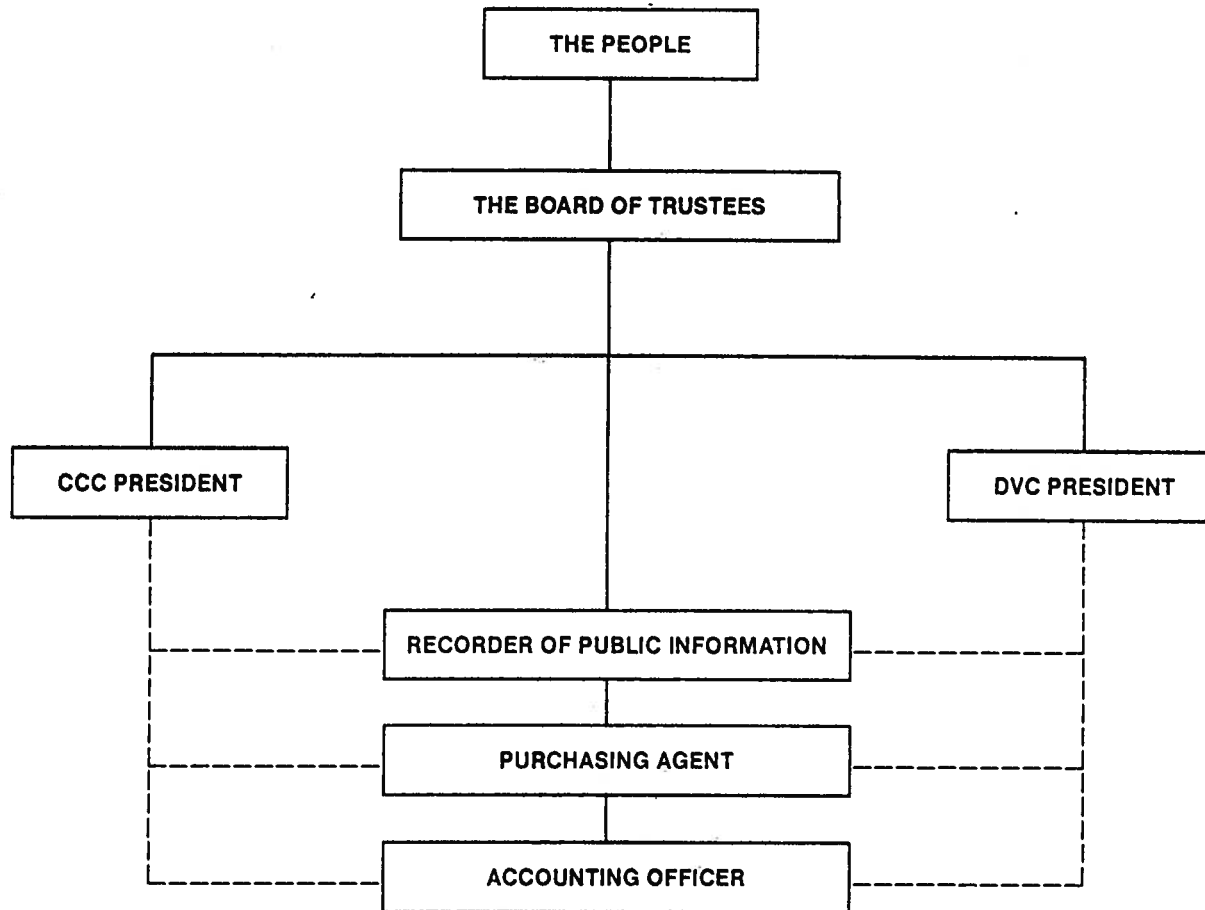 THE PEOPLE
THE BOARD OF TRUSTEES
CCC PRESIDENT
DVC PRESIDENT
RECORDER OF PUBLIC INFORMATION
PURCHASING AGENT
ACCOUNTING OFFICER